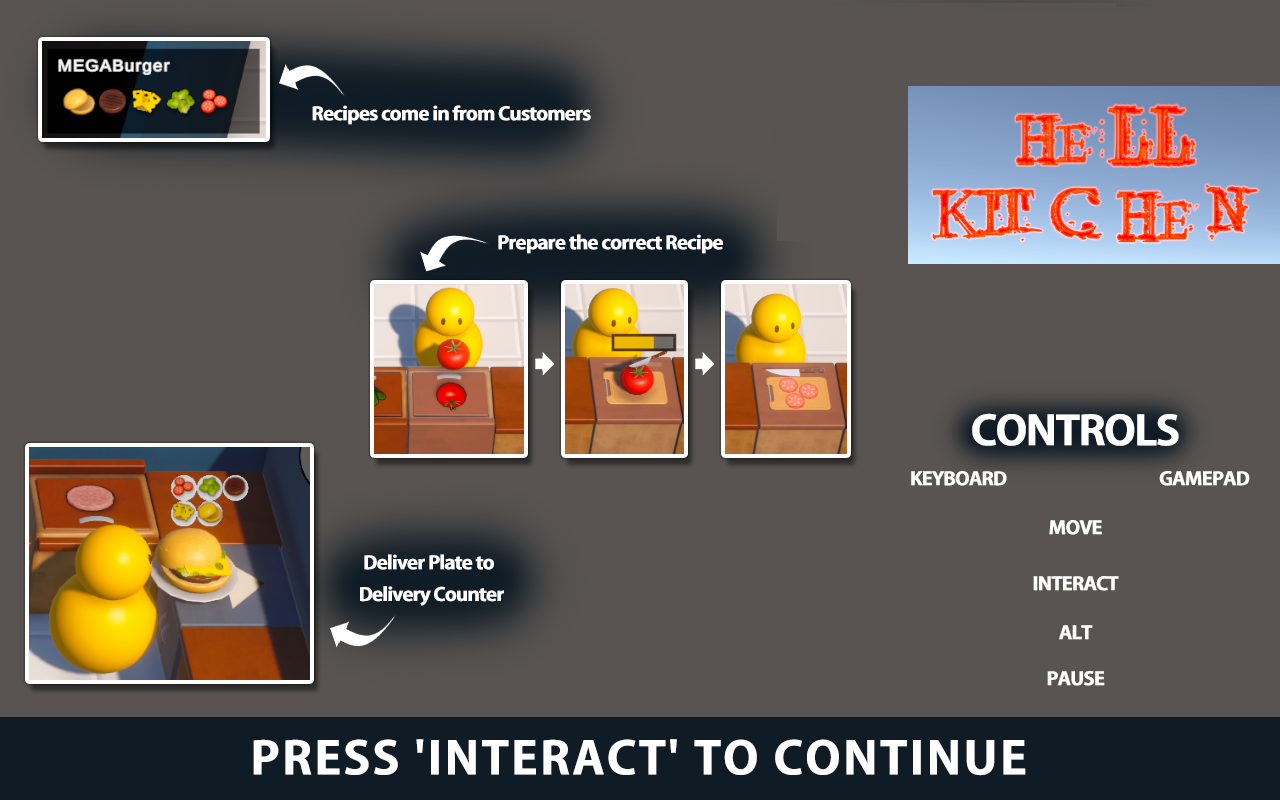 MEGABurger
Recipes come in from Customers
HELL
KITCHEN
Prepare the correct Recipe
CONTROLS
KEYBOARD GAMEPAD
MOVE
INTERACT
ALT
PAUSE
Deliver Plate to
Delivery Counter
PRESS 'INTERACT' TO CONTINUE